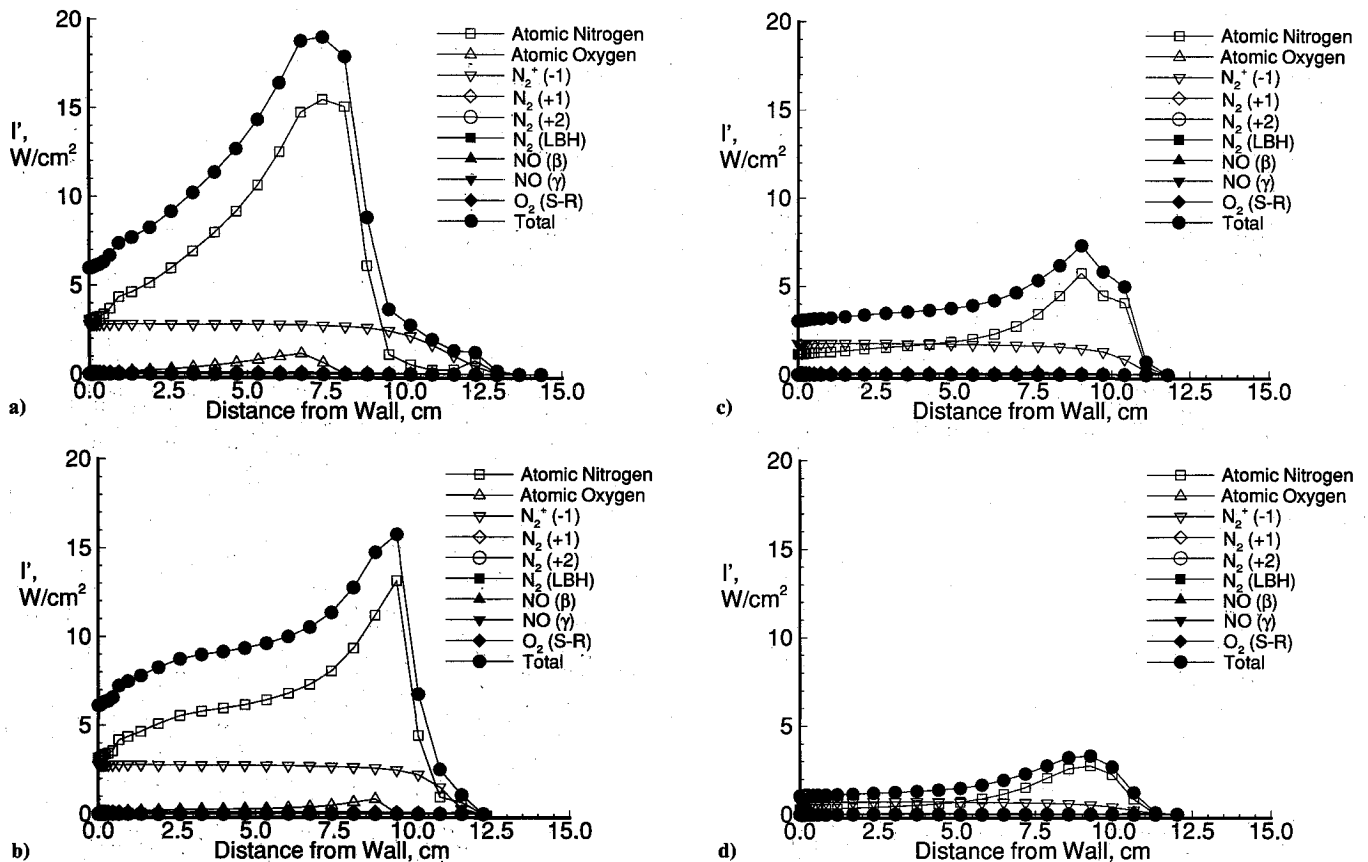 a)
20
15
10
5
0
I',
W/cm²
Atomic Nitrogen
Atomic Oxygen
N₂⁺ (-1)
N₂ (+1)
N₂ (+2)
N₂ (LBH)
NO (β)
NO (γ)
O₂ (S-R)
Total
0.0 2.5 5.0 7.5 10.0 12.5 15.0
Distance from Wall, cm
c)
20
15
10
5
0
I',
W/cm²
Atomic Nitrogen
Atomic Oxygen
N₂⁺ (-1)
N₂ (+1)
N₂ (+2)
N₂ (LBH)
NO (β)
NO (γ)
O₂ (S-R)
Total
0.0 2.5 5.0 7.5 10.0 12.5 15.0
Distance from Wall, cm
b)
20
15
10
5
0
I',
W/cm²
Atomic Nitrogen
Atomic Oxygen
N₂⁺ (-1)
N₂ (+1)
N₂ (+2)
N₂ (LBH)
NO (β)
NO (γ)
O₂ (S-R)
Total
0.0 2.5 5.0 7.5 10.0 12.5 15.0
Distance from Wall, cm
d)
20
15
10
5
0
I',
W/cm²
Atomic Nitrogen
Atomic Oxygen
N₂⁺ (-1)
N₂ (+1)
N₂ (+2)
N₂ (LBH)
NO (β)
NO (γ)
O₂ (S-R)
Total
0.0 2.5 5.0 7.5 10.0 12.5 15.0
Distance from Wall, cm